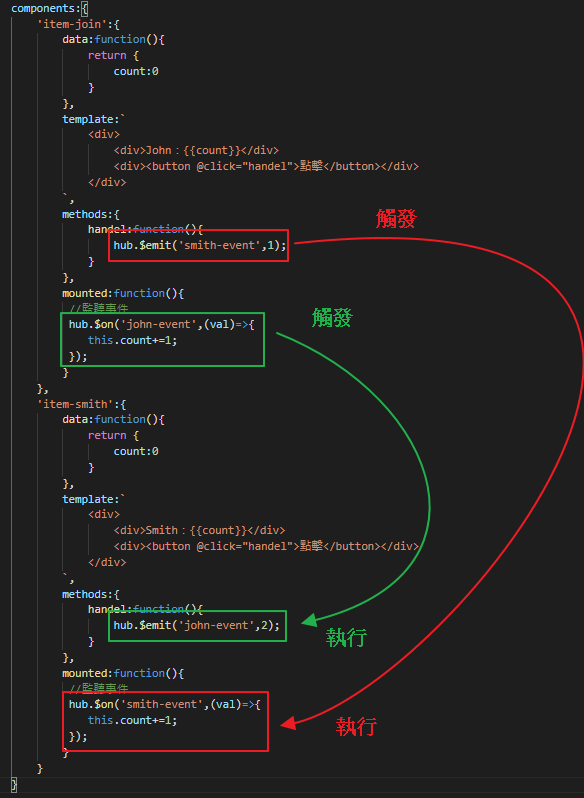 components:{
'item-join':{
data:function(){
return {
count:0
}
},
template:`
<div>
<div>John：{{count}}</div>
<div><button @click="handel">點擊</button></div>
</div>
`,
methods:{
觸發
handel:function(){
hub.$emit('smith-event',1);
}
},
mounted:function(){
//監聽事件
觸發
hub.$on('john-event',(val)=>{
this.count+=1;
});
}
},
'item-smith':{
data:function(){
return {
count:0
}
},
template:`
<div>
<div>Smith：{{count}}</div>
<div><button @click="handel">點擊</button></div>
</div>
`,
methods:{
handel:function(){
hub.$emit('john-event',2);
執行
}
},
mounted:function(){
//監聽事件
hub.$on('smith-event',(val)=>{
this.count+=1;
執行
});
}
}
}